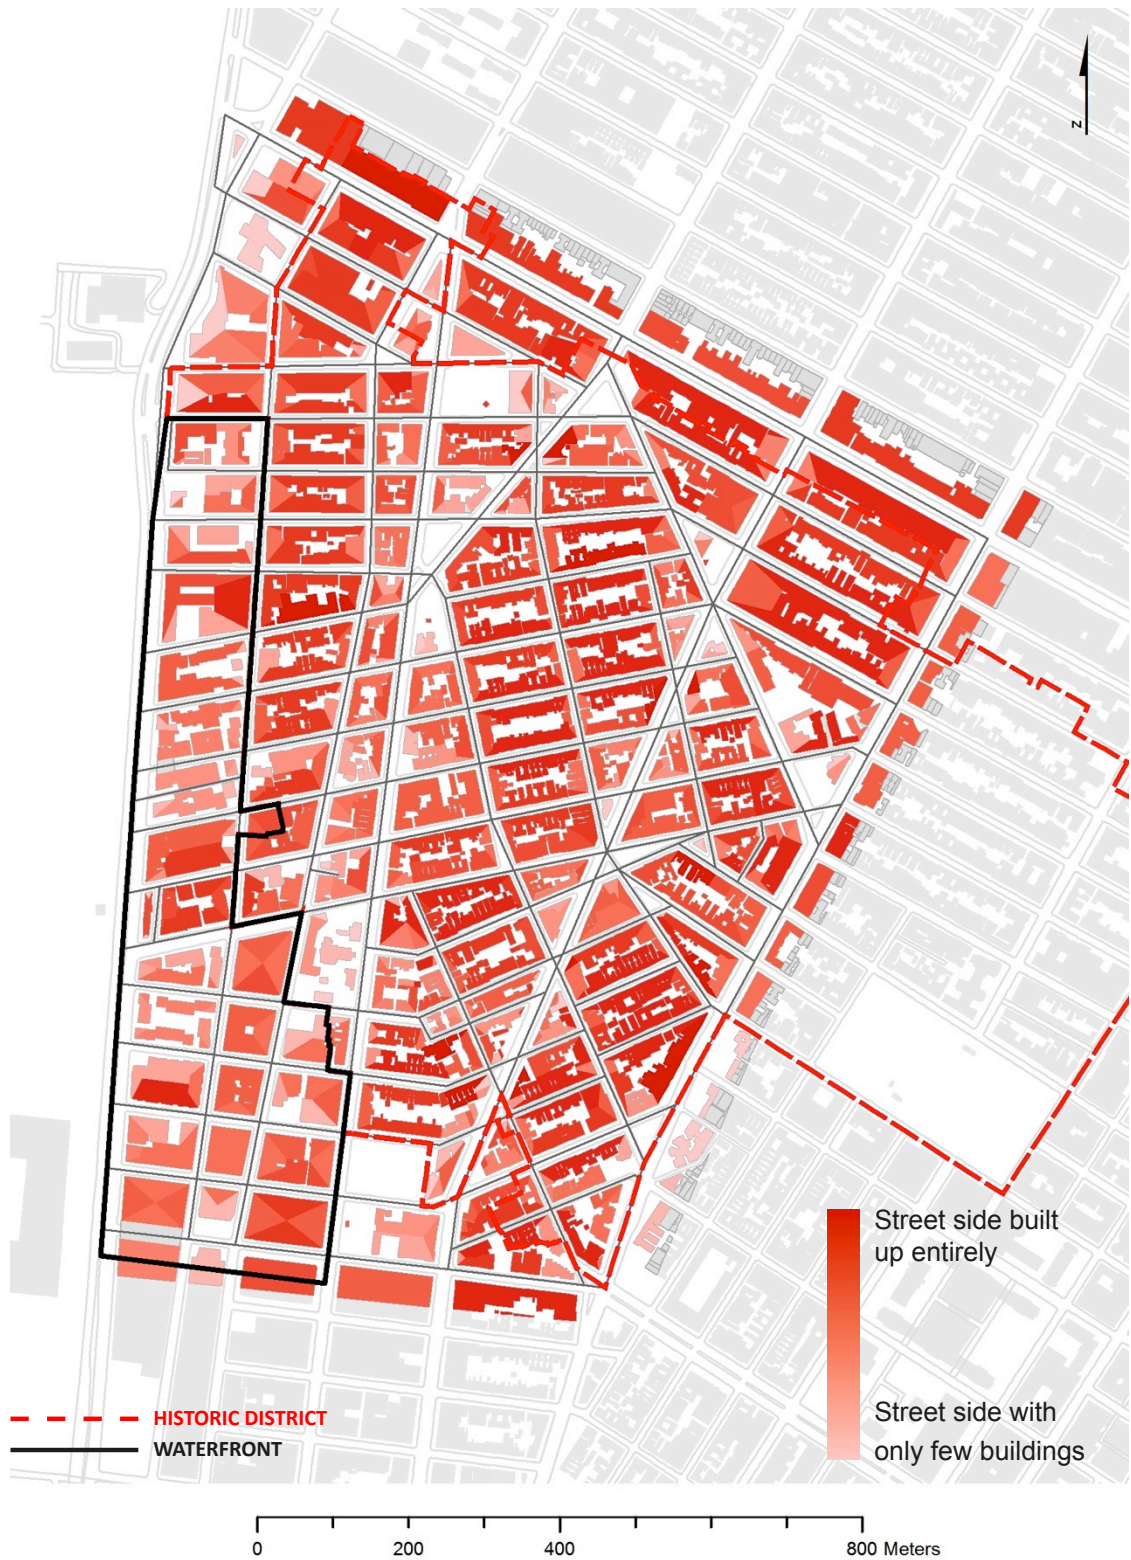 N
Street side built
up entirely
Street side with
only few buildings
HISTORIC DISTRICT
WATERFRONT
0 200 400 800 Meters